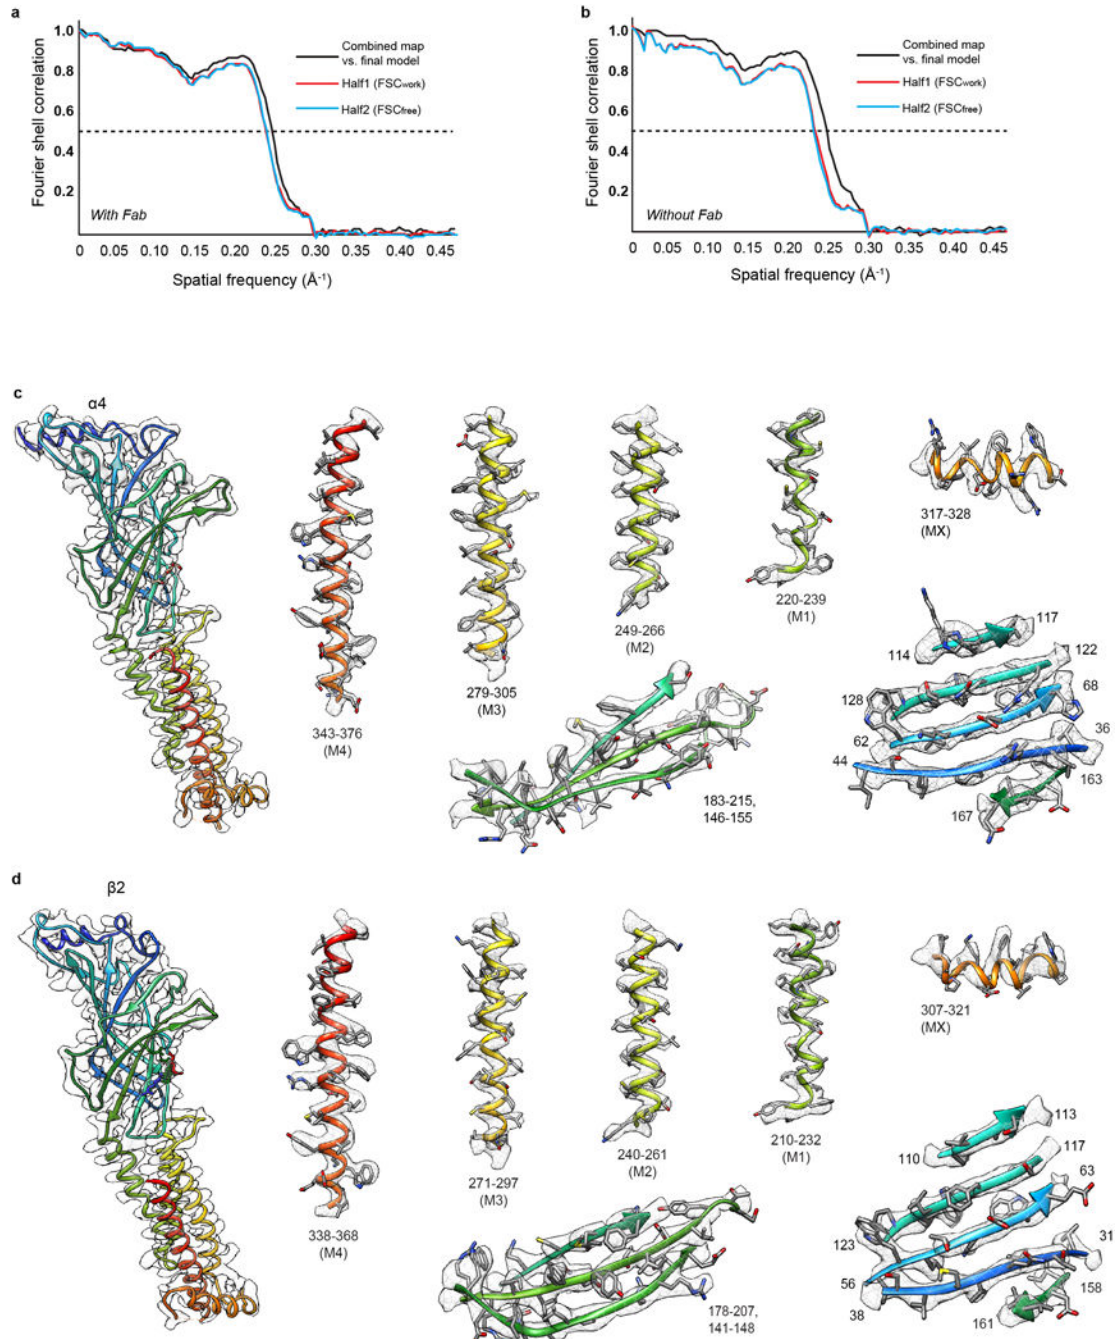 a
Fourier shell correlation
1.0
0.8
0.6
0.4
0.2
Combined map
vs. final model
Half1 (FSCwork)
Half2 (FSCfree)
With Fab
0 0.05 0.10 0.15 0.20 0.25 0.30 0.35 0.40 0.45
Spatial frequency (Å-1)
b
Fourier shell correlation
1.0
0.8
0.6
0.4
0.2
Combined map
vs. final model
Half1 (FSCwork)
Half2 (FSCfree)
Without Fab
0 0.05 0.10 0.15 0.20 0.25 0.30 0.40 0.45
Spatial frequency (Å-1)
c
α4
343-376
(M4)
279-305
(M3)
249-266
(M2)
220-239
(M1)
317-328
(MX)
183-215,
146-155
114
117
122
128
68
62
36
44
163
167
d
β2
338-368
(M4)
271-297
(M3)
240-261
(M2)
210-232
(M1)
307-321
(MX)
178-207,
141-148
113
110
117
63
123
31
56
158
38
161